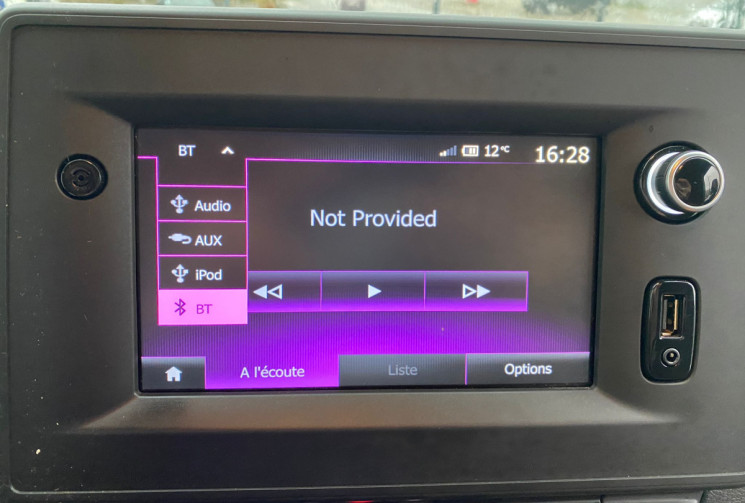 BT
12°C
16:28
Audio
AUX
iPod
BT
Not Provided
A l'écoute
Liste
Options